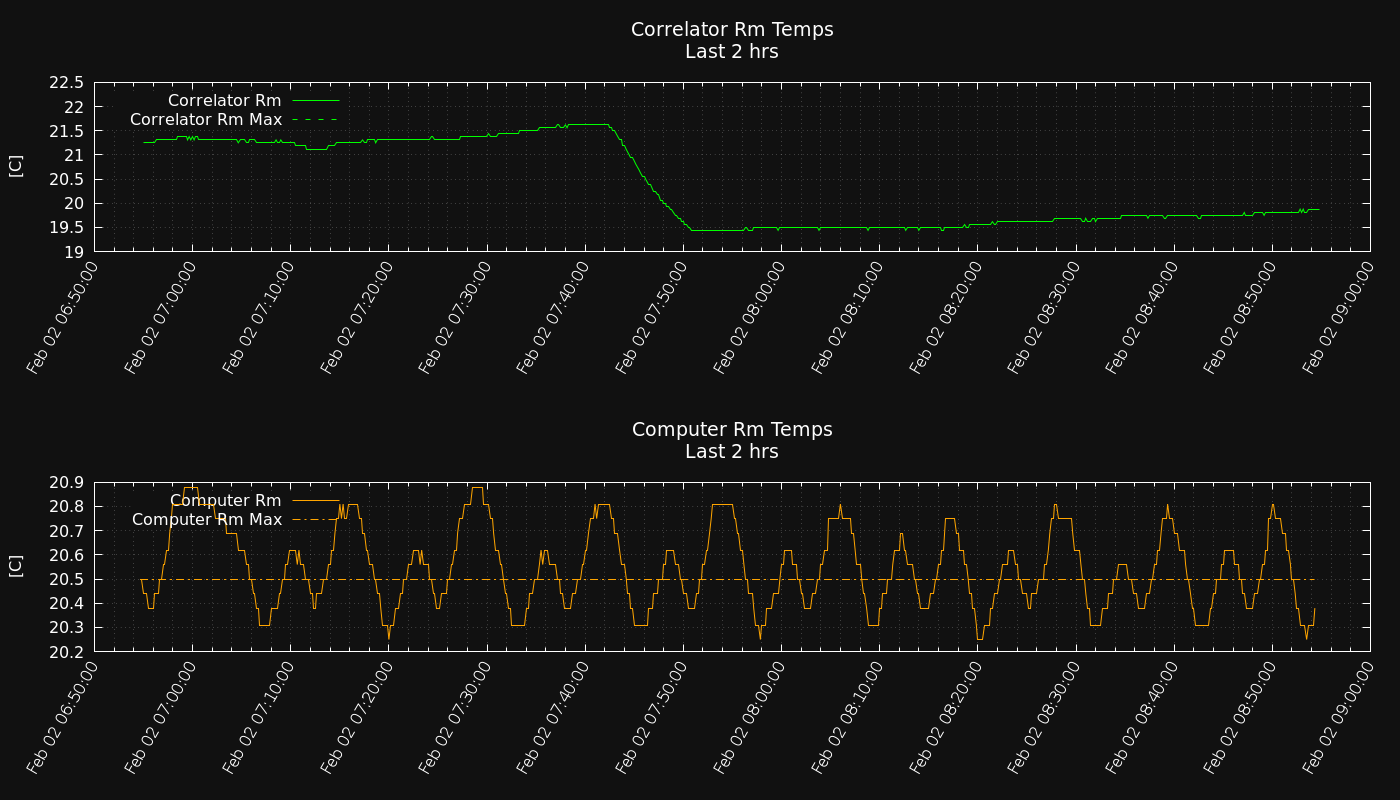 Correlator Rm Temps
Last 2 hrs
22.5
22
21.5
21
20.5
20
19.5
19
[C]
Correlator Rm
Correlator Rm Max
Feb 02 06:50:00
Feb 02 07:00:00
Feb 02 07:10:00
Feb 02 07:20:00
Feb 02 07:30:00
Feb 02 07:40:00
Feb 02 07:50:00
Feb 02 08:00:00
Feb 02 08:10:00
Feb 02 08:20:00
Feb 02 08:30:00
Feb 02 08:40:00
Feb 02 08:50:00
Feb 02 09:00:00
Computer Rm Temps
Last 2 hrs
20.9
20.8
20.7
20.6
20.5
20.4
20.3
20.2
[C]
Computer Rm
Computer Rm Max
Feb 02 06:50:00
Feb 02 07:00:00
Feb 02 07:10:00
Feb 02 07:20:00
Feb 02 07:30:00
Feb 02 07:40:00
Feb 02 07:50:00
Feb 02 08:00:00
Feb 02 08:10:00
Feb 02 08:20:00
Feb 02 08:30:00
Feb 02 08:40:00
Feb 02 08:50:00
Feb 02 09:00:00